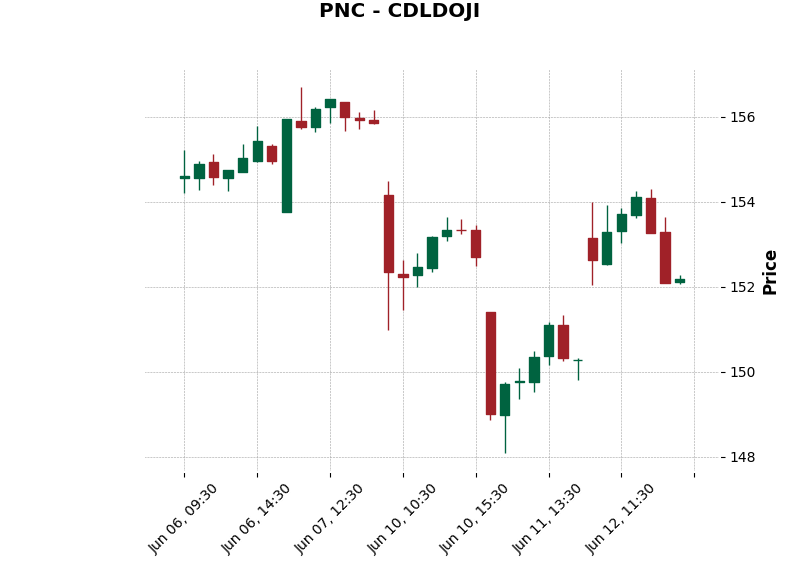 PNC - CDLDOJI
156
154
152
150
148
Price
Jun 06, 09:30
Jun 06, 14:30
Jun 07, 12:30
Jun 10, 10:30
Jun 10, 15:30
Jun 11, 13:30
Jun 12, 11:30